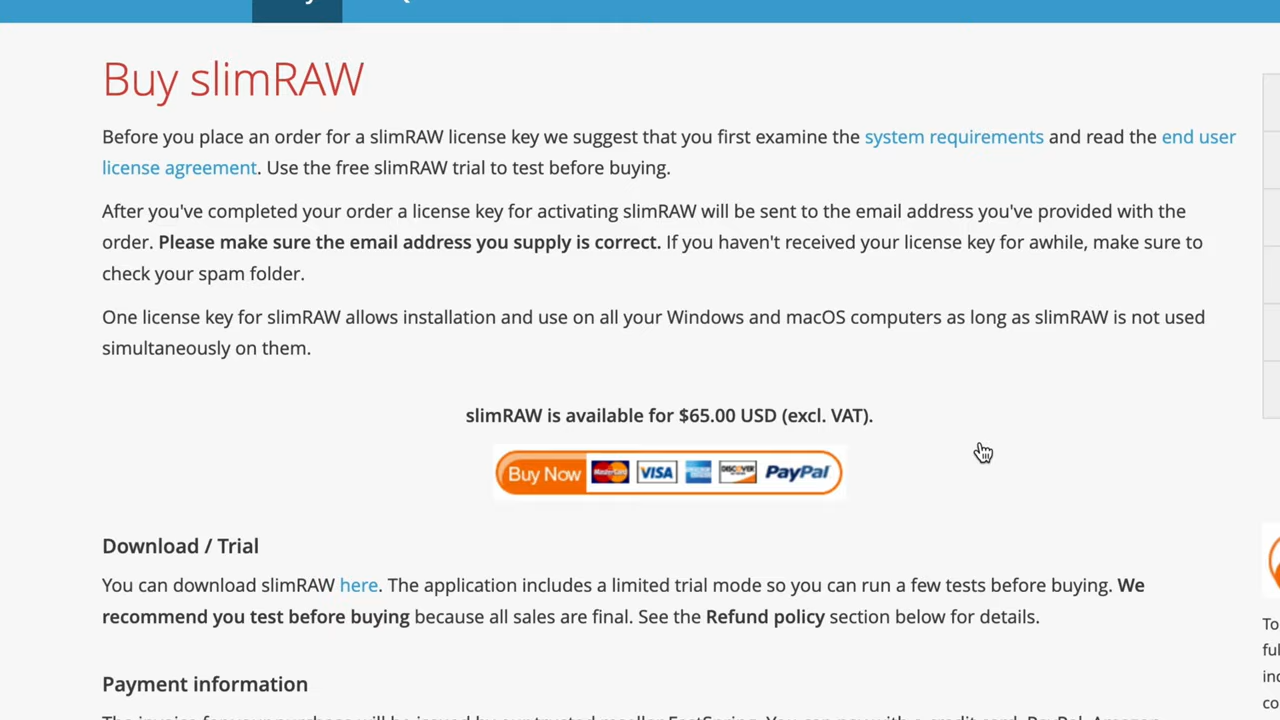 Buy slimRAW
Before you place an order for a slimRAW license key we suggest that you first examine the system requirements and read the end user
license agreement. Use the free slimRAW trial to test before buying.
After you've completed your order a license key for activating slimRAW will be sent to the email address you've provided with the
order. Please make sure the email address you supply is correct. If you haven't received your license key for awhile, make sure to
check your spam folder.
One license key for slimRAW allows installation and use on all your Windows and macOS computers as long as slimRAW is not used
simultaneously on them.
slimRAW is available for $65.00 USD (excl. VAT).
Buy Now MasterCard VISA DISCOVER PayPal
Download / Trial
You can download slimRAW here. The application includes a limited trial mode so you can run a few tests before buying. We
recommend you test before buying because all sales are final. See the Refund policy section below for details.
To
Payment information